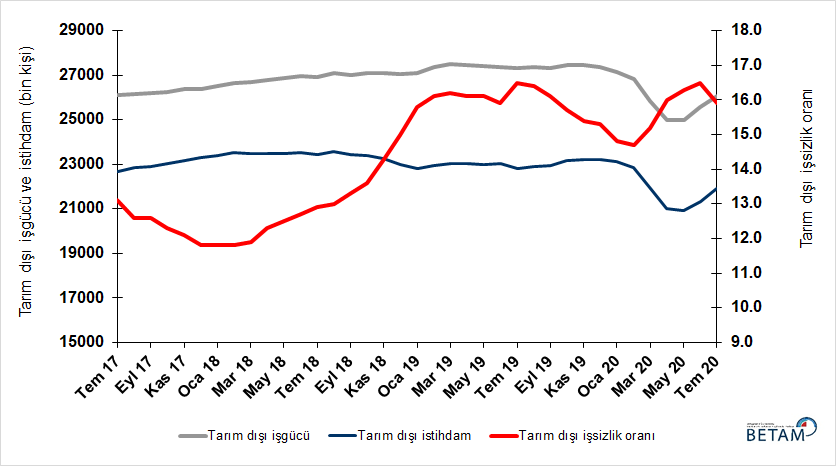 Tarım dışı işgücü ve istihdam (bin kişi)
29000
27000
25000
23000
21000
19000
17000
15000
18.0
17.0
16.0
15.0
14.0
13.0
12.0
11.0
10.0
9.0
Tarım dışı işsizlik oranı
Tem 17
Eyl 17
Kas 17
Oca 18
Mar 18
May 18
Tem 18
Eyl 18
Kas 18
Oca 19
Mar 19
May 19
Tem 19
Eyl 19
Kas 19
Oca 20
Mar 20
May 20
Tem 20
Tarım dışı işgücü
Tarım dışı istihdam
Tarım dışı işsizlik oranı
BETAM